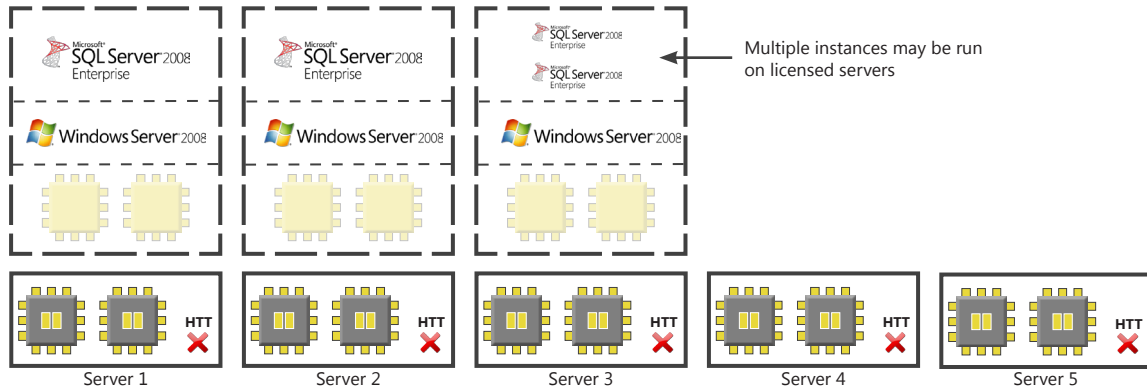 Microsoft®
SQL Server®2008
Enterprise
Microsoft®
SQL Server®2008
Enterprise
Microsoft®
SQL Server®2008
Enterprise
Microsoft®
SQL Server®2008
Enterprise
Multiple instances may be run
on licensed servers
Windows Server®2008
Windows Server®2008
Windows Server®2008
HTT
HTT
HTT
HTT
HTT
Server 1
Server 2
Server 3
Server 4
Server 5